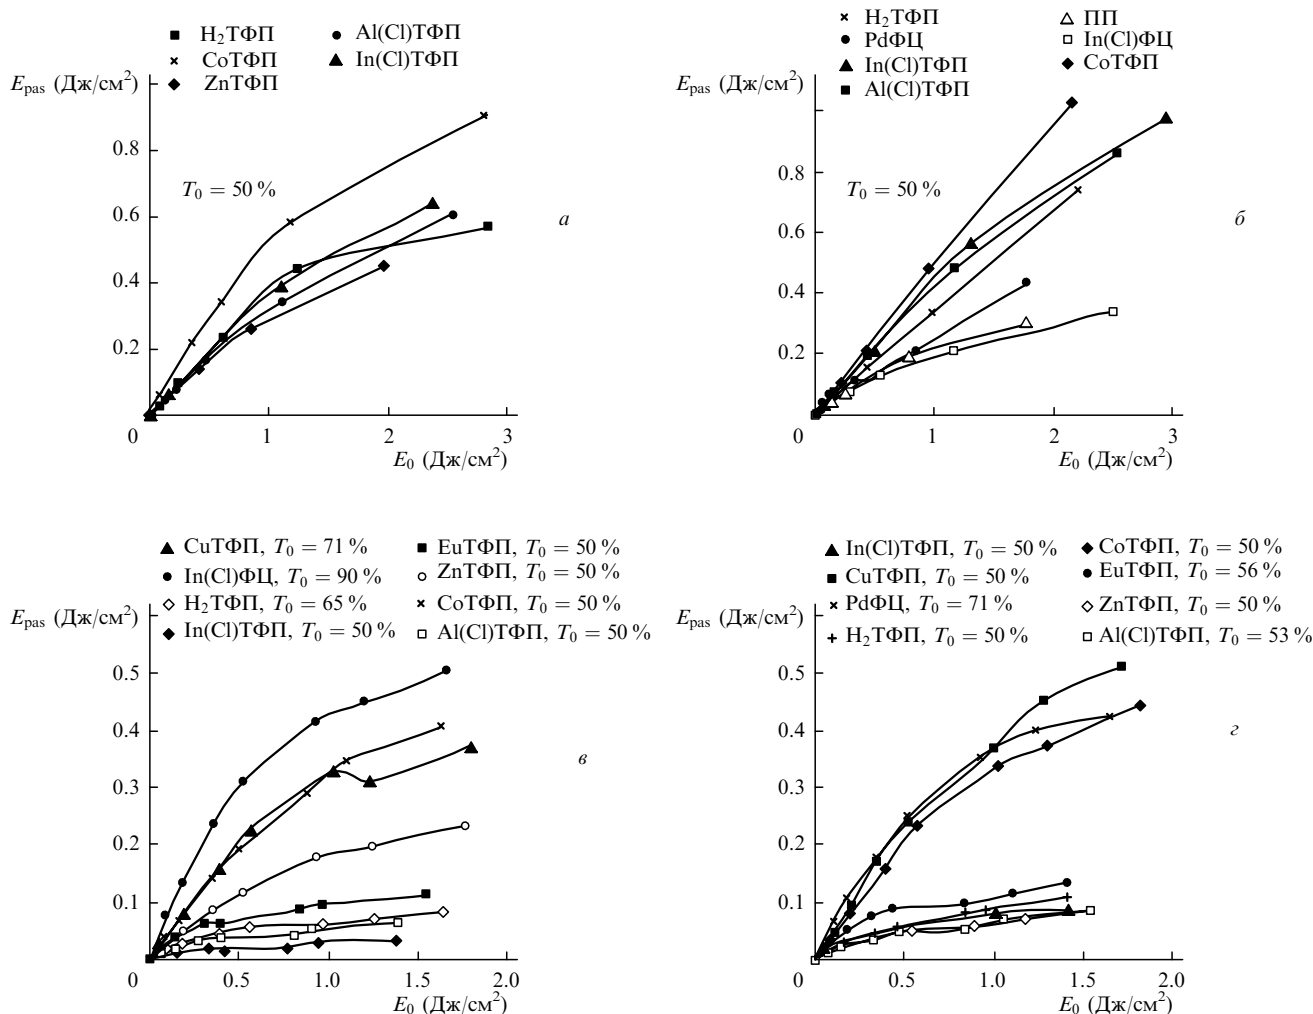 H₂ТФП
Al(Cl)ТФП
CoТФП
In(Cl)ТФП
ZnТФП
E_pas (Дж/см²)
0.8
T₀ = 50 %
0.6
а
0.4
0.2
0
1
2
3
E₀ (Дж/см²)
H₂ТФП
ПП
PdФЦ
In(Cl)ФЦ
In(Cl)ТФП
CoТФП
Al(Cl)ТФП
E_pas (Дж/см²)
0.8
T₀ = 50 %
0.6
б
0.4
0.2
0
1
2
3
E₀ (Дж/см²)
CuТФП, T₀ = 71 %
EuТФП, T₀ = 50 %
In(Cl)ФЦ, T₀ = 90 %
ZnТФП, T₀ = 50 %
H₂ТФП, T₀ = 65 %
CoТФП, T₀ = 50 %
In(Cl)ТФП, T₀ = 50 %
Al(Cl)ТФП, T₀ = 50 %
E_pas (Дж/см²)
0.5
0.4
в
0.3
0.2
0.1
0
0.5
1.0
1.5
2.0
E₀ (Дж/см²)
In(Cl)ТФП, T₀ = 50 %
CoТФП, T₀ = 50 %
CuТФП, T₀ = 50 %
EuТФП, T₀ = 56 %
PdФЦ, T₀ = 71 %
ZnТФП, T₀ = 50 %
H₂ТФП, T₀ = 50 %
Al(Cl)ТФП, T₀ = 53 %
E_pas (Дж/см²)
0.5
0.4
г
0.3
0.2
0.1
0
0.5
1.0
1.5
2.0
E₀ (Дж/см²)